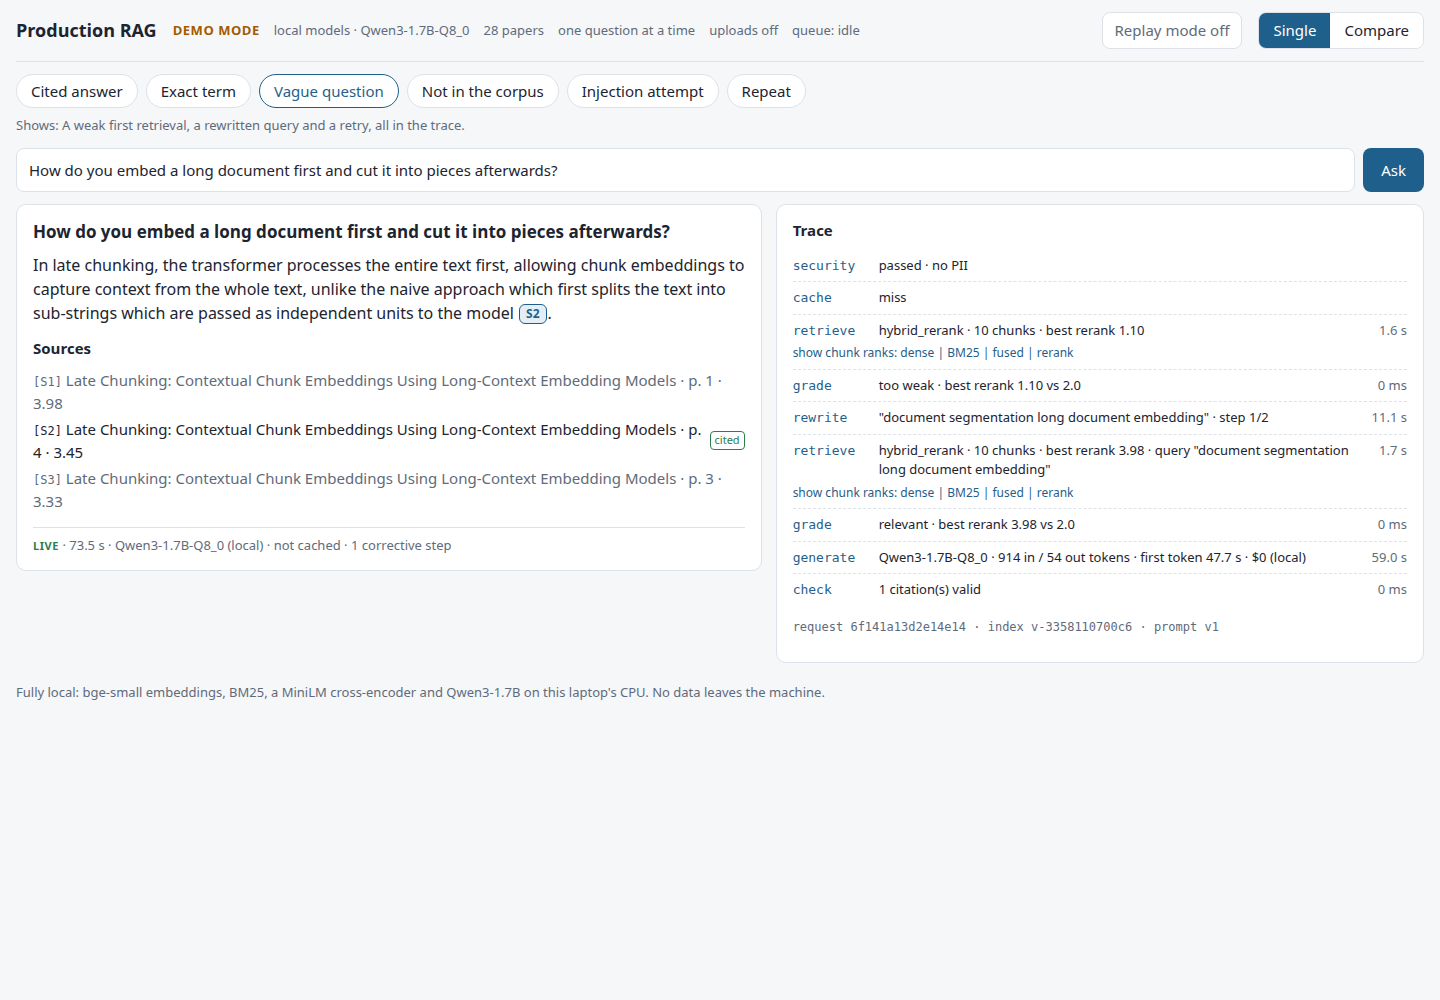 Production RAG DEMO MODE local models · Qwen3-1.7B-Q8_0 28 papers one question at a time uploads off queue: idle Replay mode off Single Compare
Cited answer Exact term Vague question Not in the corpus Injection attempt Repeat
Shows: A weak first retrieval, a rewritten query and a retry, all in the trace.
How do you embed a long document first and cut it into pieces afterwards? Ask
How do you embed a long document first and cut it into pieces afterwards?
In late chunking, the transformer processes the entire text first, allowing chunk embeddings to
capture context from the whole text, unlike the naive approach which first splits the text into
sub-strings which are passed as independent units to the model S2.
Sources
[S1] Late Chunking: Contextual Chunk Embeddings Using Long-Context Embedding Models · p. 1 ·
3.98
[S2] Late Chunking: Contextual Chunk Embeddings Using Long-Context Embedding Models · p.
4 · 3.45 cited
[S3] Late Chunking: Contextual Chunk Embeddings Using Long-Context Embedding Models · p. 3 ·
3.33
LIVE · 73.5 s · Qwen3-1.7B-Q8_0 (local) · not cached · 1 corrective step
Trace
security passed · no PII
cache miss
retrieve hybrid_rerank · 10 chunks · best rerank 1.10 1.6 s
show chunk ranks: dense | BM25 | fused | rerank
grade too weak · best rerank 1.10 vs 2.0 0 ms
rewrite "document segmentation long document embedding" · step 1/2 11.1 s
retrieve hybrid_rerank · 10 chunks · best rerank 3.98 · query "document segmentation 1.7 s
long document embedding"
show chunk ranks: dense | BM25 | fused | rerank
grade relevant · best rerank 3.98 vs 2.0 0 ms
generate Qwen3-1.7B-Q8_0 · 914 in / 54 out tokens · first token 47.7 s · $0 (local) 59.0 s
check 1 citation(s) valid 0 ms
request 6f141a13d2e14e14 · index v-3358110700c6 · prompt v1
Fully local: bge-small embeddings, BM25, a MiniLM cross-encoder and Qwen3-1.7B on this laptop's CPU. No data leaves the machine.